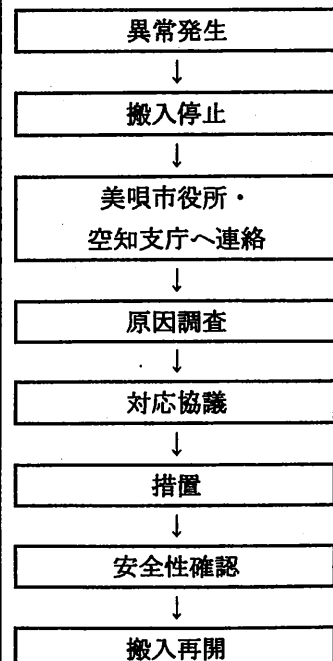 異常発生
↓
搬入停止
↓
美唄市役所・
空知支庁へ連絡
↓
原因調査
↓
対応協議
↓
措置
↓
安全性確認
↓
搬入再開